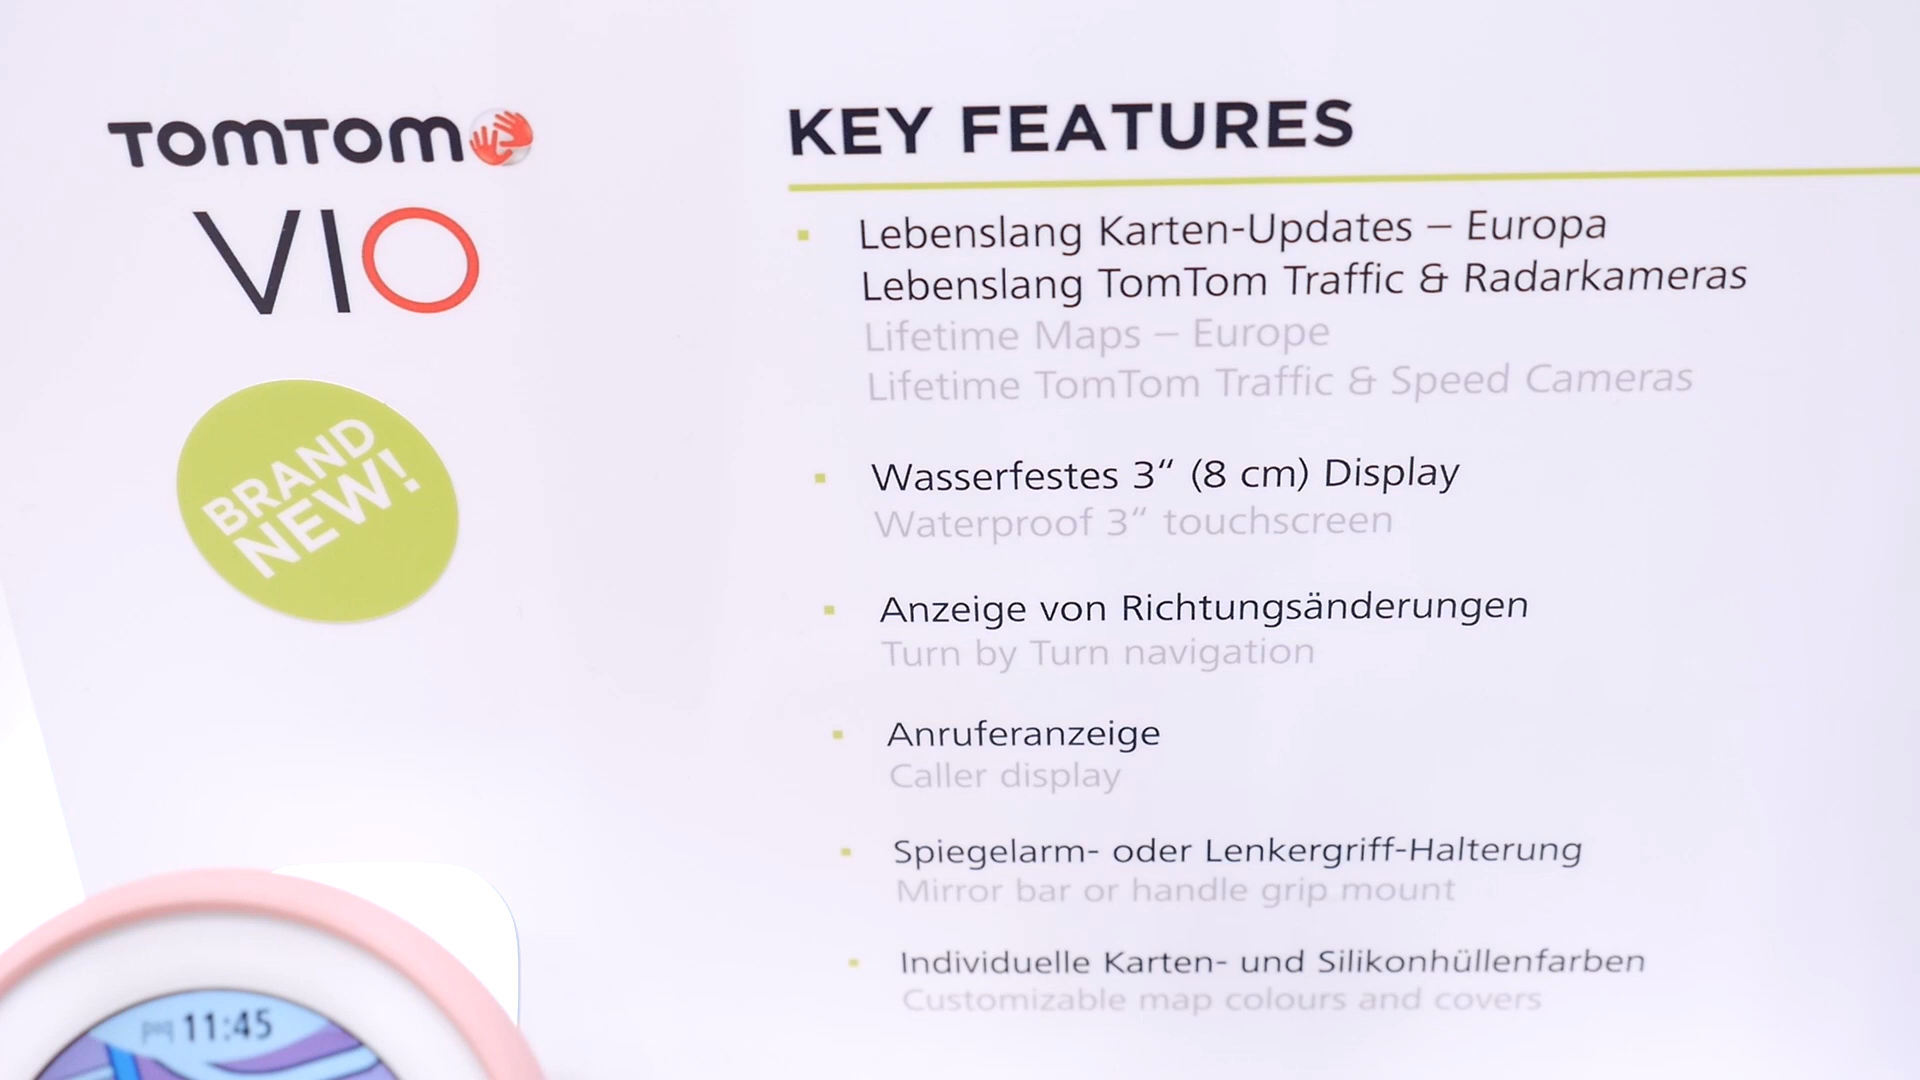 TOMTOM
VIO
BRAND
NEW!
KEY FEATURES
▪ Lebenslang Karten-Updates – Europa
Lebenslang TomTom Traffic & Radarkameras
Lifetime Maps – Europe
Lifetime TomTom Traffic & Speed Cameras
▪ Wasserfestes 3“ (8 cm) Display
Waterproof 3“ touchscreen
▪ Anzeige von Richtungsänderungen
Turn by Turn navigation
▪ Anruferanzeige
Caller display
▪ Spiegelarm- oder Lenkergriff-Halterung
Mirror bar or handle grip mount
▪ Individuelle Karten- und Silikonhüllenfarben
Customizable map colours and covers
11:45